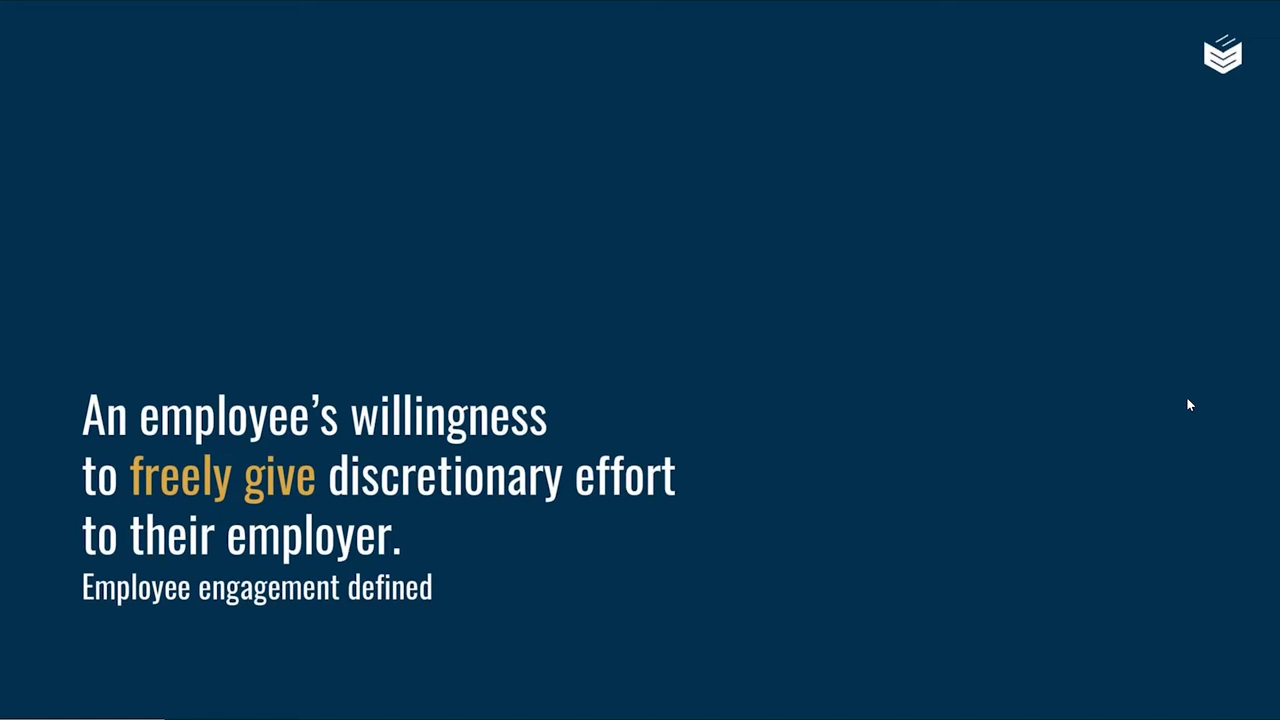 An employee’s willingness
to freely give discretionary effort
to their employer.
Employee engagement defined